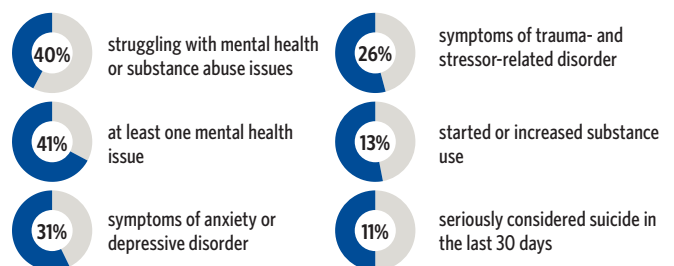 40%
struggling with mental health
or substance abuse issues
26%
symptoms of trauma- and
stressor-related disorder
41%
at least one mental health
issue
13%
started or increased substance
use
31%
symptoms of anxiety or
depressive disorder
11%
seriously considered suicide in
the last 30 days